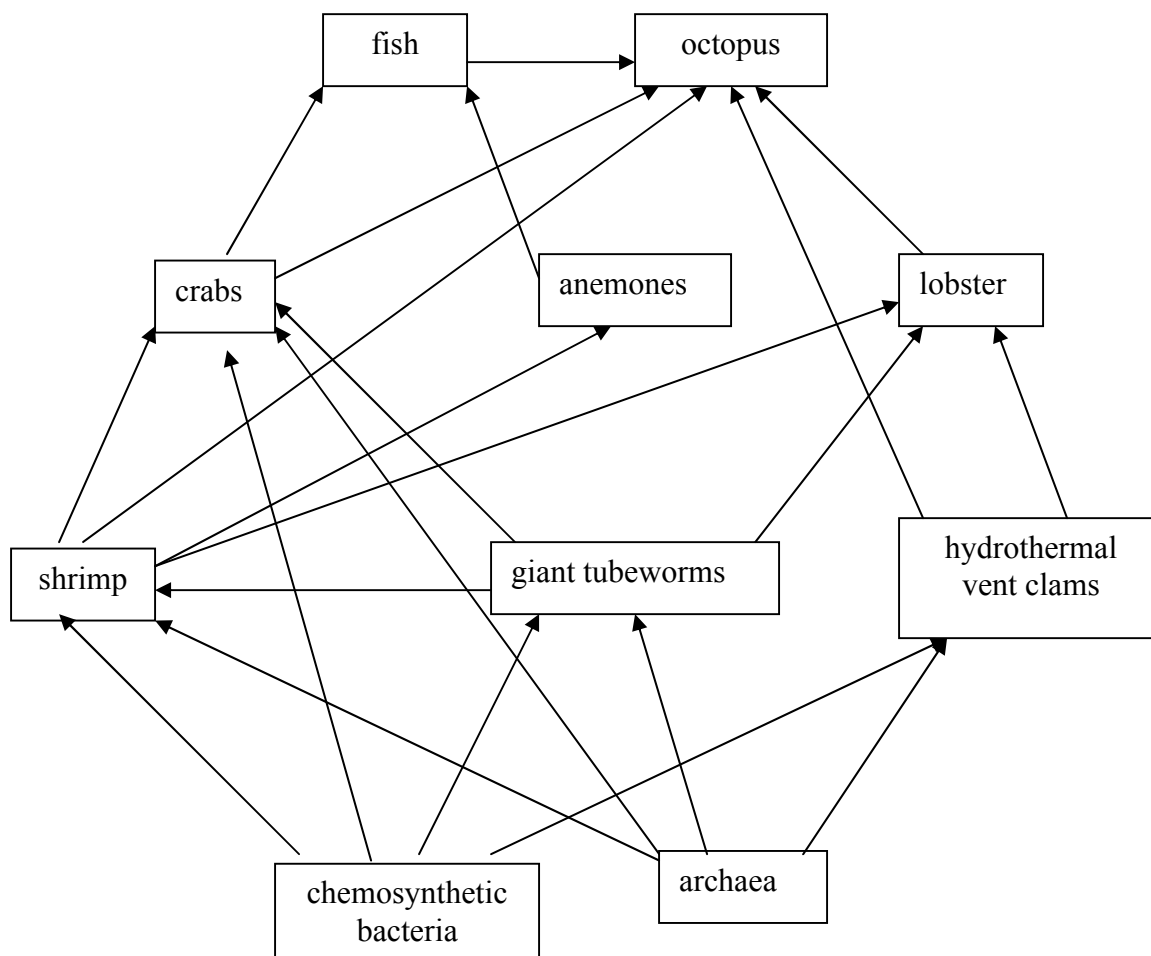 fish
octopus
crabs
anemones
lobster
shrimp
giant tubeworms
hydrothermal
vent clams
chemosynthetic
bacteria
archaea